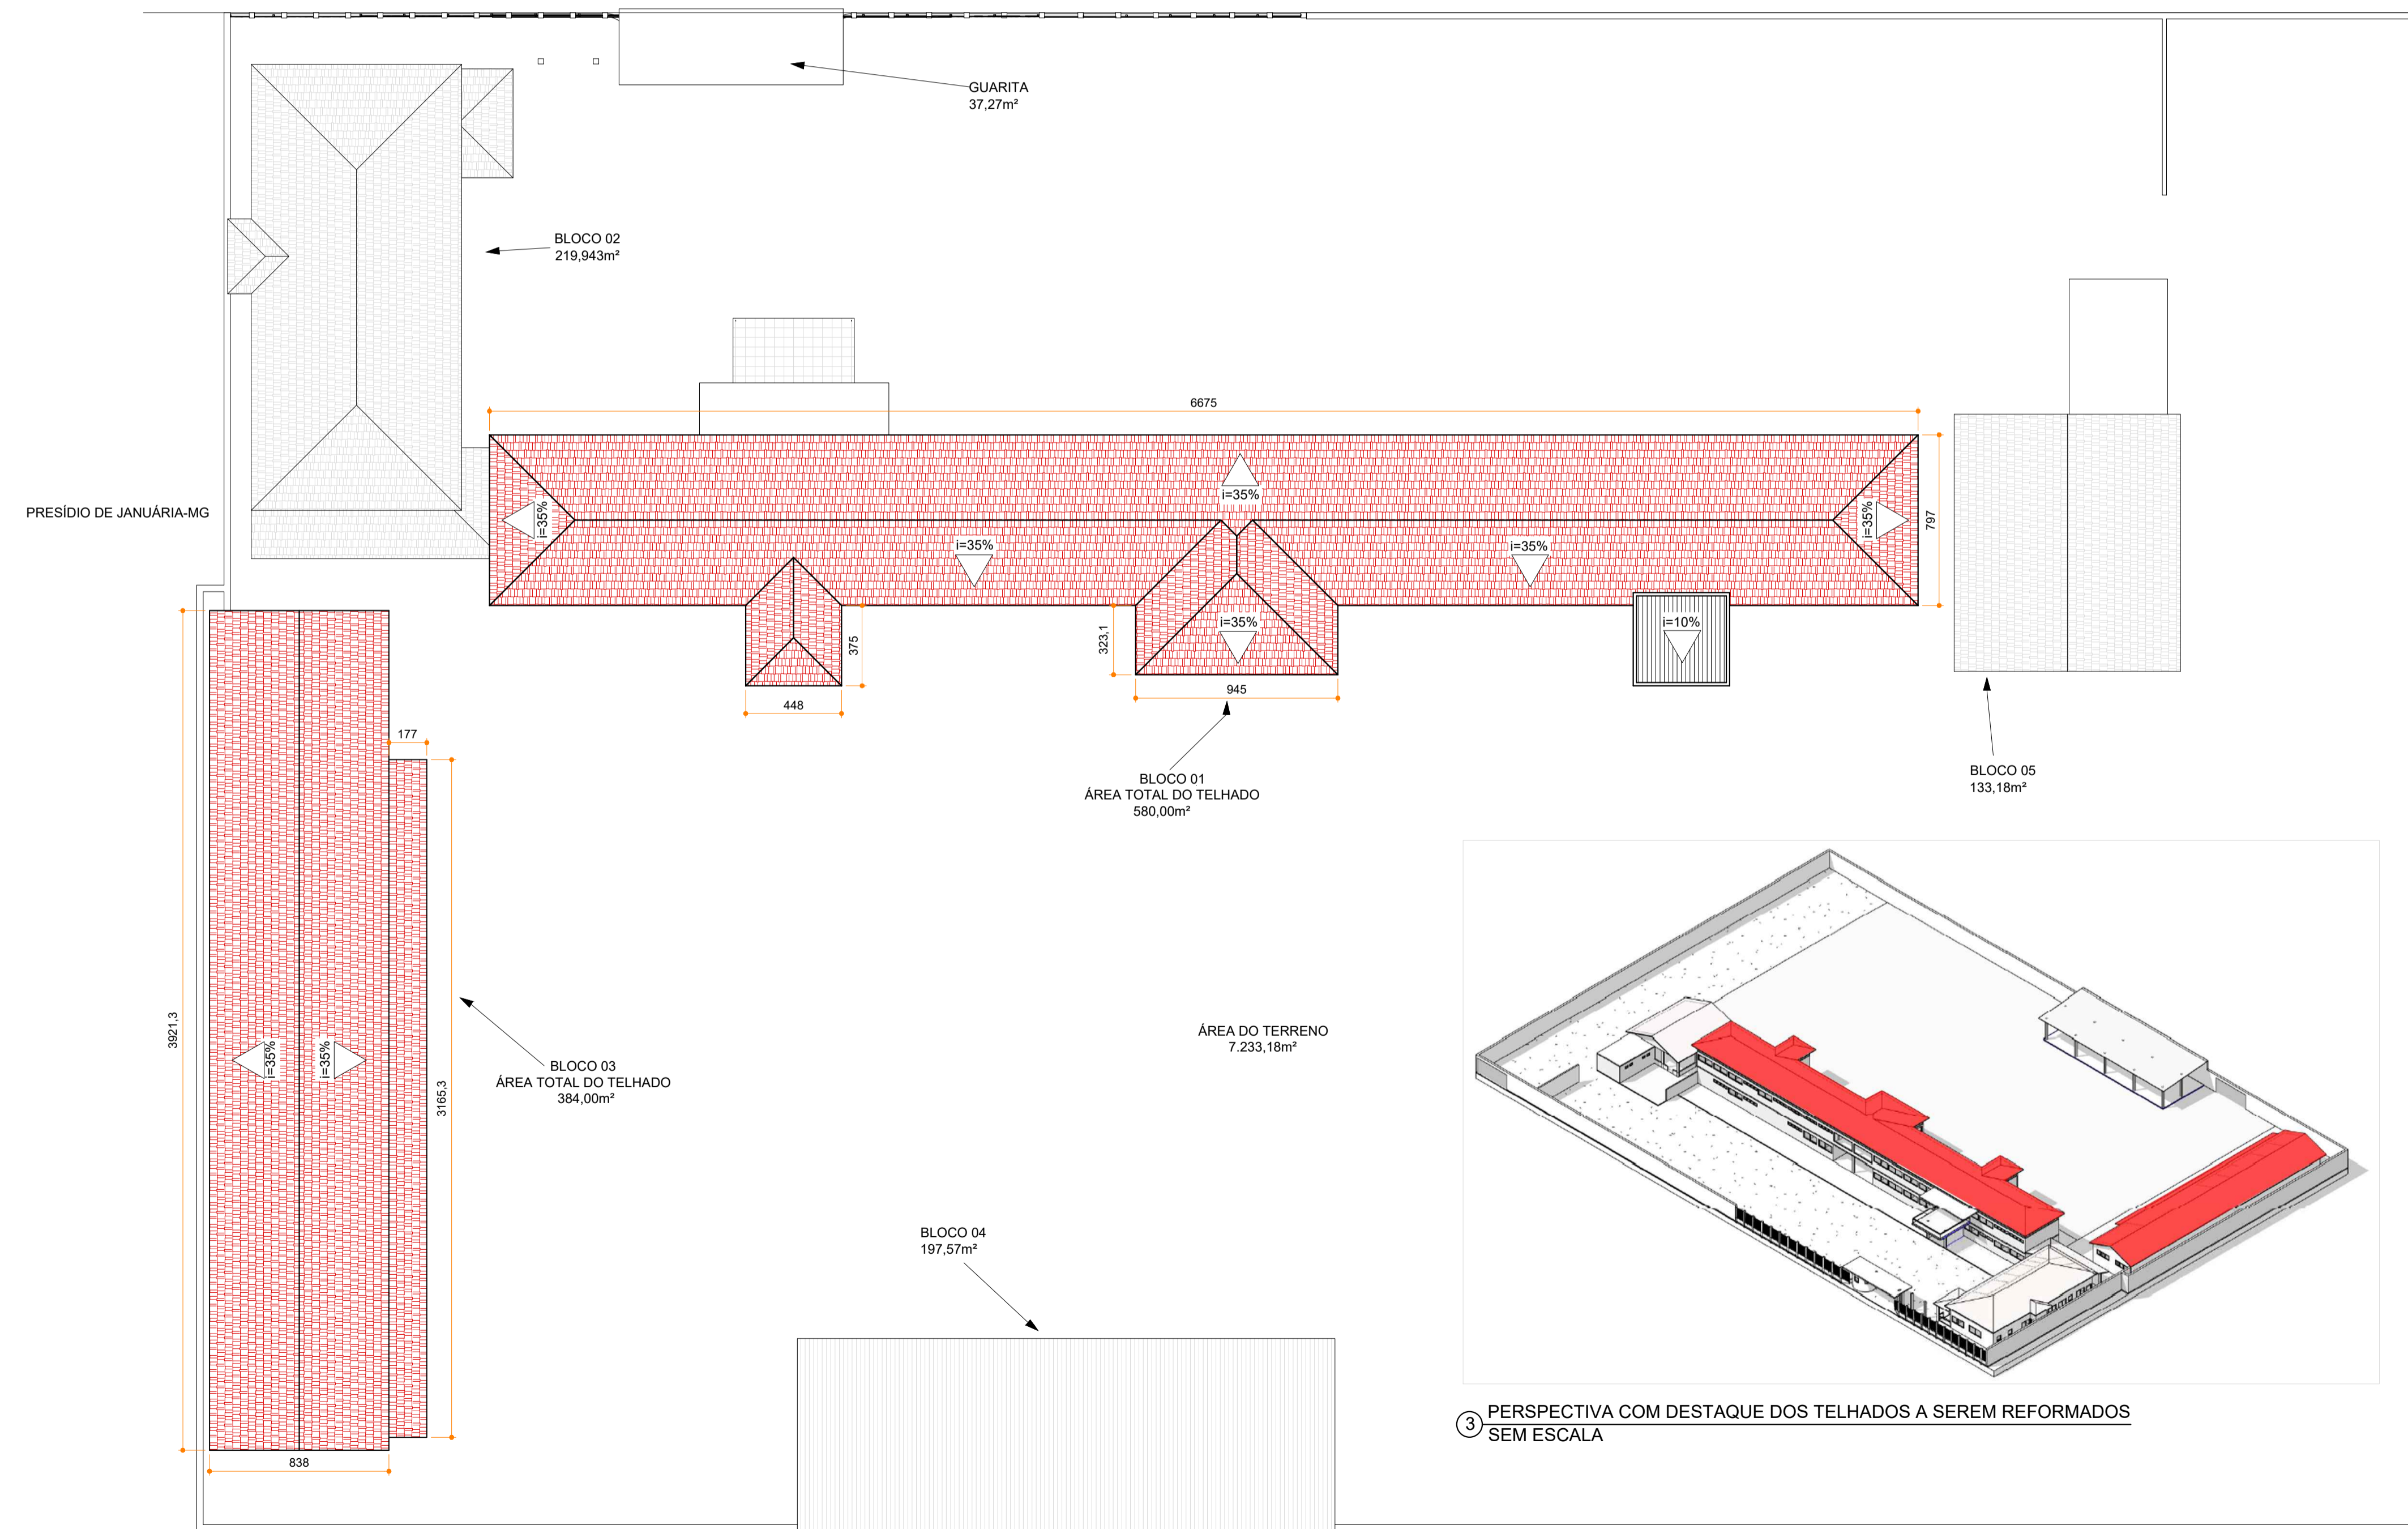 GUARITA
37,27m²
BLOCO 02
219,943m²
6675
PRESÍDIO DE JANUÁRIA-MG
i=35%
i=35%
i=35%
i=35%
i=35%
797
i=35%
i=10%
375
323,1
448
945
177
BLOCO 01
ÁREA TOTAL DO TELHADO
580,00m²
BLOCO 05
133,18m²
3921,3
i=35%
i=35%
3165,3
BLOCO 03
ÁREA TOTAL DO TELHADO
384,00m²
ÁREA DO TERRENO
7.233,18m²
BLOCO 04
197,57m²
838
3 PERSPECTIVA COM DESTAQUE DOS TELHADOS A SEREM REFORMADOS
SEM ESCALA